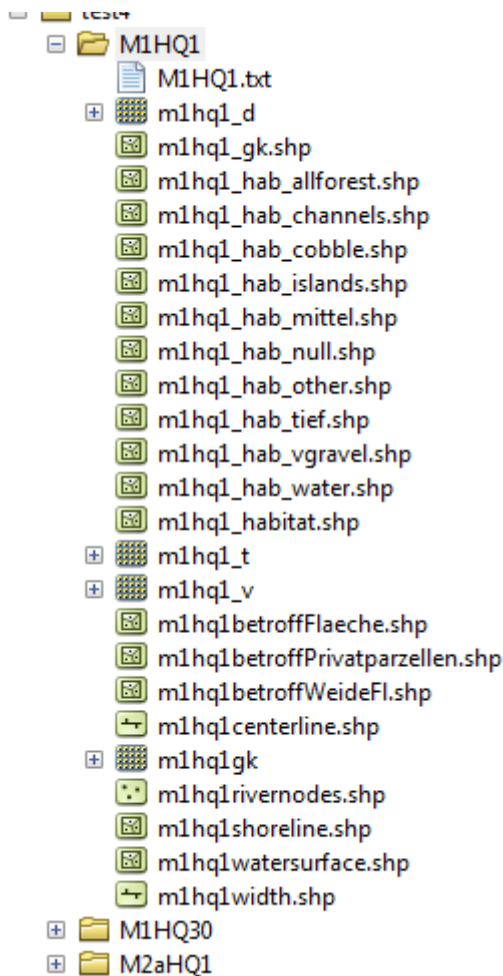 test4
M1HQ1
M1HQ1.txt
m1hq1_d
m1hq1_gk.shp
m1hq1_hab_allforest.shp
m1hq1_hab_channels.shp
m1hq1_hab_cobble.shp
m1hq1_hab_islands.shp
m1hq1_hab_mittel.shp
m1hq1_hab_null.shp
m1hq1_hab_other.shp
m1hq1_hab_tief.shp
m1hq1_hab_vgravel.shp
m1hq1_hab_water.shp
m1hq1_habitat.shp
m1hq1_t
m1hq1_v
m1hq1betroffFlaeche.shp
m1hq1betroffPrivatparzellen.shp
m1hq1betroffWeideFl.shp
m1hq1centerline.shp
m1hq1gk
m1hq1rivernodes.shp
m1hq1shoreline.shp
m1hq1watersurface.shp
m1hq1width.shp
M1HQ30
M2aHQ1